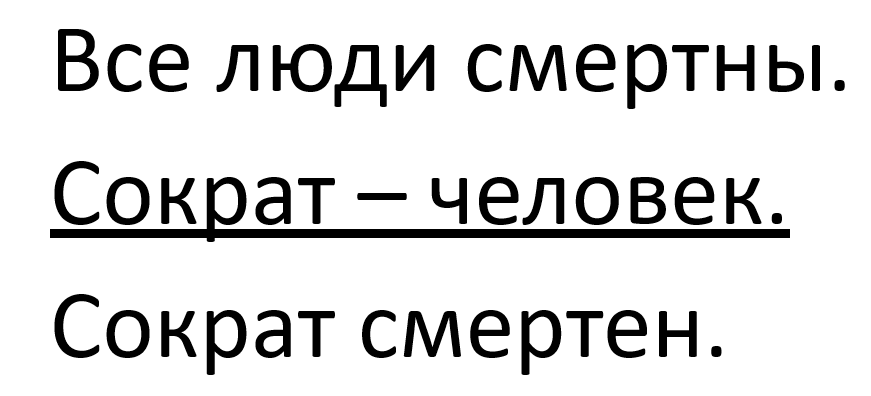 Все люди смертны.
Сократ – человек.
Сократ смертен.